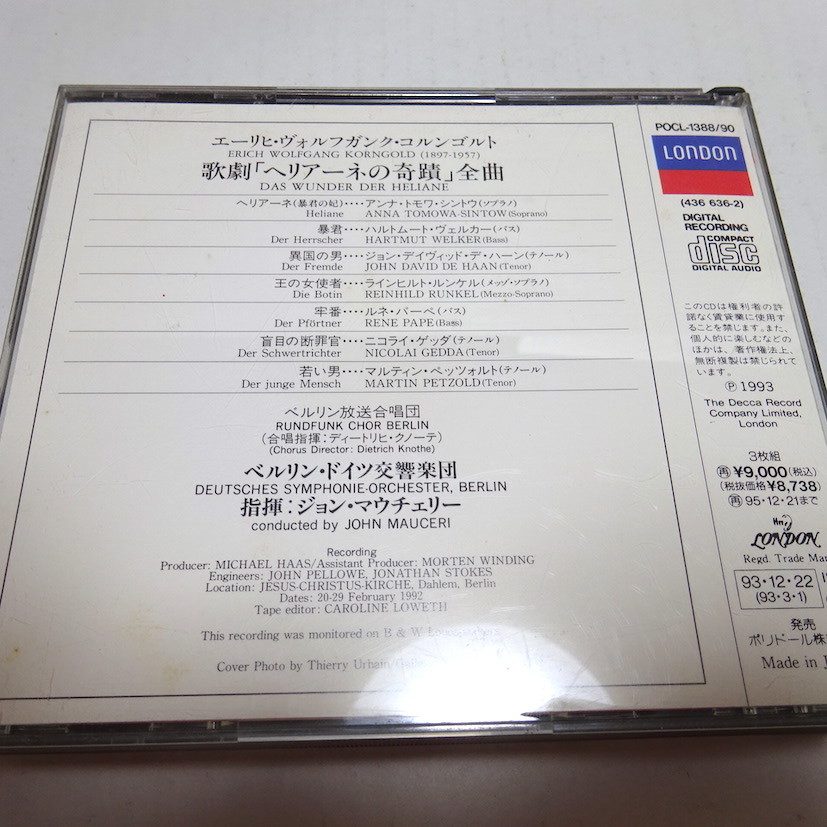 エーリヒ・ヴォルフガンク・コルンゴルト
ERICH WOLFGANG KORNGOLD (1897-1957)
歌劇「ヘリアーネの奇蹟」全曲
DAS WUNDER DER HELIANE
ヘリアーネ(暴君の妃)‥‥アンナ・トモワ・シントウ(ソプラノ)
Heliane ANNA TOMOWA-SINTOW(Soprano)
暴君‥‥ハルトムート・ヴェルカー(バス)
Der Herrscher HARTMUT WELKER(Bass)
異国の男‥‥ジョン・デイヴィッド・デ・ハーン(テノール)
Der Fremde JOHN DAVID DE HAAN(Tenor)
王の女使者‥‥ラインヒルト・ルンケル(メッゾ・ソプラノ)
Die Botin REINHILD RUNKEL(Mezzo-Soprano)
牢番‥‥ルネ・パーペ(バス)
Der Pförtner RENE PAPE(Bass)
盲目の断罪官‥‥ニコライ・ゲッダ(テノール)
Der Schwertrichter NICOLAI GEDDA(Tenor)
若い男‥‥マルティン・ペッツォルト(テノール)
Der junge Mensch MARTIN PETZOLD(Tenor)
ベルリン放送合唱団
RUNDFUNK CHOR BERLIN
(合唱指揮:ディートリヒ・クノーテ)
(Chorus Director: Dietrich Knothe)
ベルリン・ドイツ交響楽団
DEUTSCHES SYMPHONIE-ORCHESTER, BERLIN
指揮:ジョン・マウチェリー
conducted by JOHN MAUCERI
Recording
Producer: MICHAEL HAAS/Assistant Producer: MORTEN WINDING
Engineers: JOHN PELLOWE, JONATHAN STOKES
Location: JESUS-CHRISTUS-KIRCHE, Dahlem, Berlin
Dates: 20-29 February 1992
Tape editor: CAROLINE LOWETH
This recording was monitored on B & W
Cover Photo by Thierry Urbain
POCL-1388/90
LONDON
(436 636-2)
DIGITAL
RECORDING
COMPACT
disc
DIGITAL AUDIO
このCDは権利者の許
諾なく賃貸業に使用す
ることを禁じます。また、
個人的に楽しむなどの
ほかは、著作権法上、
無断複製は禁じられて
います。
Ⓟ 1993
The Decca Record
Company Limited,
London
3枚組
再¥9,000(税込)
(税抜価格¥8,738)
再95・12・21まで
LONDON
Regd. Trade Mar
93・12・22
(93・3・1)
発売
ポリドール株
Made in J